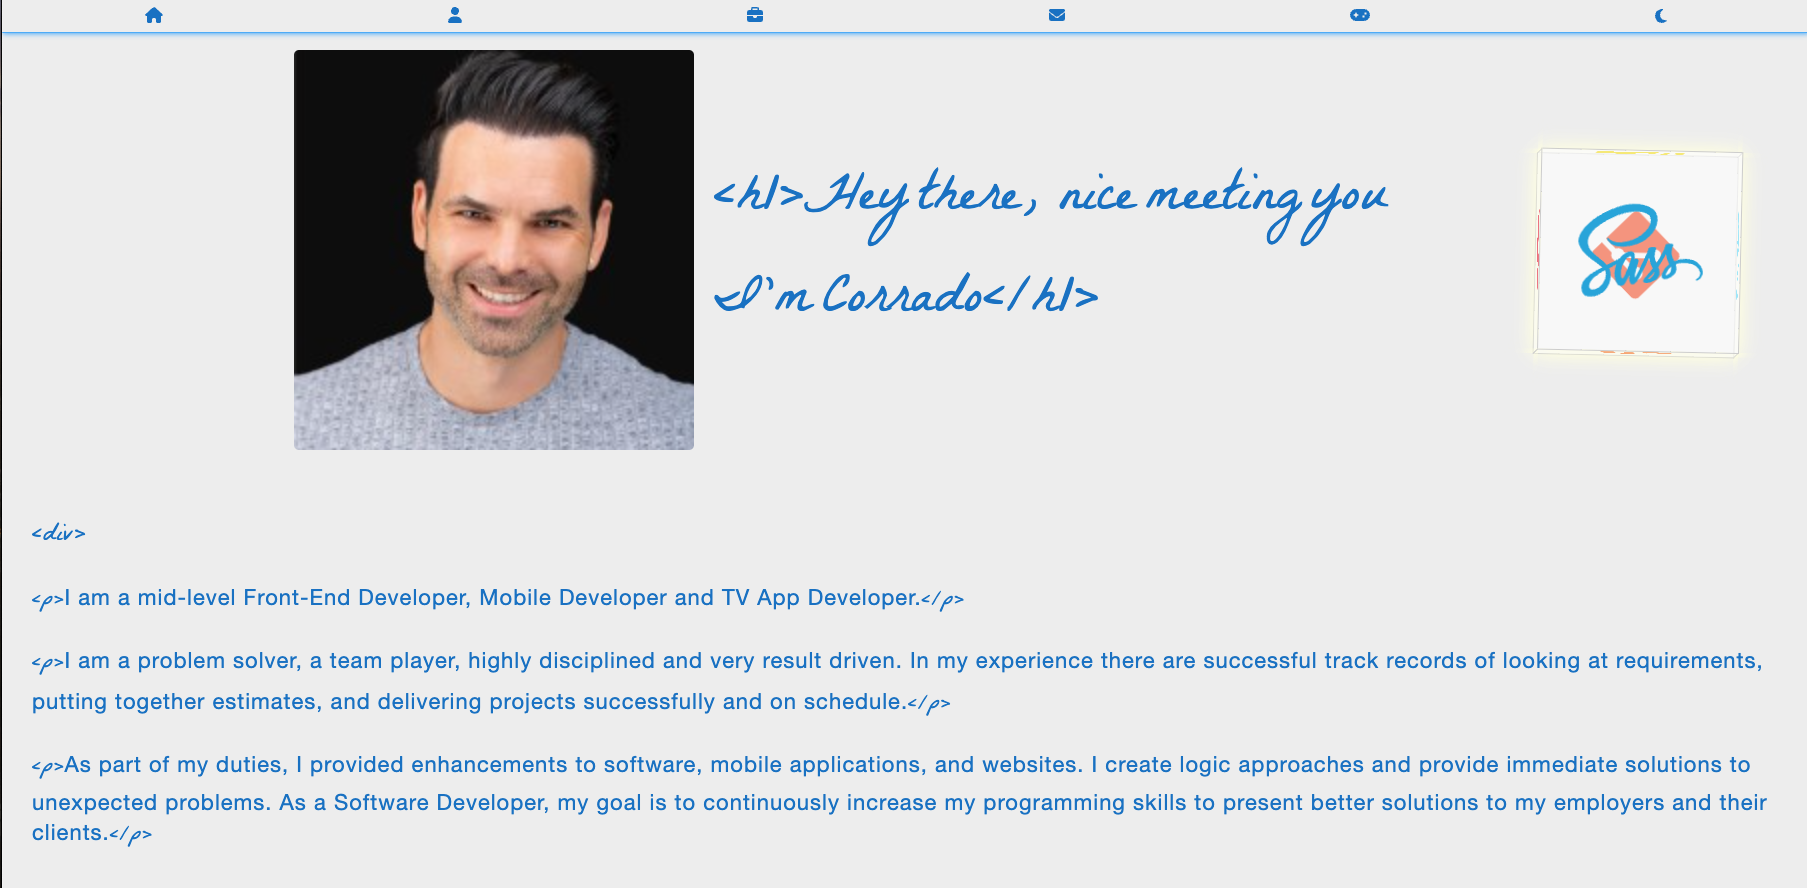 <h1>Hey there, nice meeting you
I'm Corrado</h1>
Sass
<div>
<p>I am a mid-level Front-End Developer, Mobile Developer and TV App Developer.</p>
<p>I am a problem solver, a team player, highly disciplined and very result driven. In my experience there are successful track records of looking at requirements,
putting together estimates, and delivering projects successfully and on schedule.</p>
<p>As part of my duties, I provided enhancements to software, mobile applications, and websites. I create logic approaches and provide immediate solutions to
unexpected problems. As a Software Developer, my goal is to continuously increase my programming skills to present better solutions to my employers and their
clients.</p>